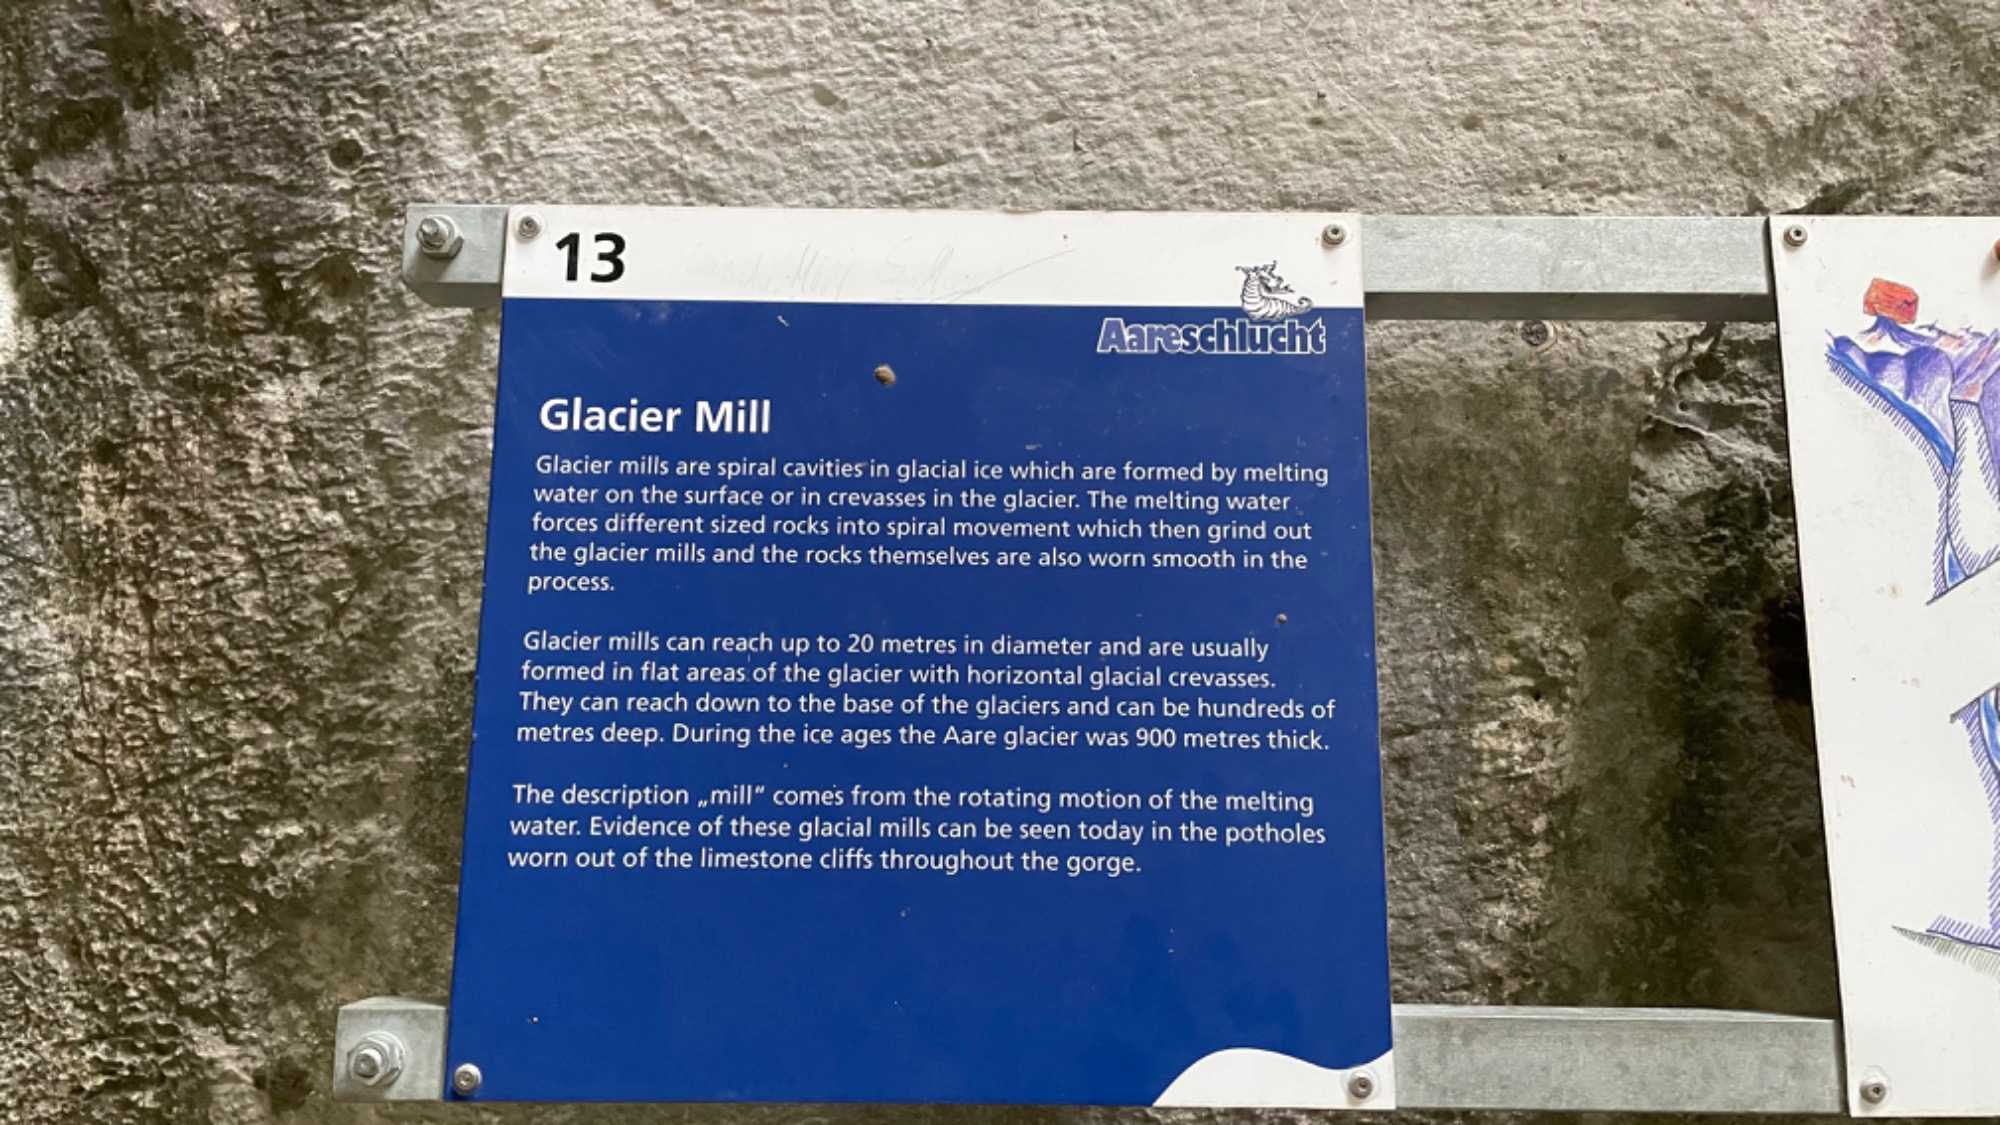 13
Aareschlucht
Glacier Mill
Glacier mills are spiral cavities in glacial ice which are formed by melting
water on the surface or in crevasses in the glacier. The melting water
forces different sized rocks into spiral movement which then grind out
the glacier mills and the rocks themselves are also worn smooth in the
process.
Glacier mills can reach up to 20 metres in diameter and are usually
formed in flat areas of the glacier with horizontal glacial crevasses.
They can reach down to the base of the glaciers and can be hundreds of
metres deep. During the ice ages the Aare glacier was 900 metres thick.
The description „mill“ comes from the rotating motion of the melting
water. Evidence of these glacial mills can be seen today in the potholes
worn out of the limestone cliffs throughout the gorge.